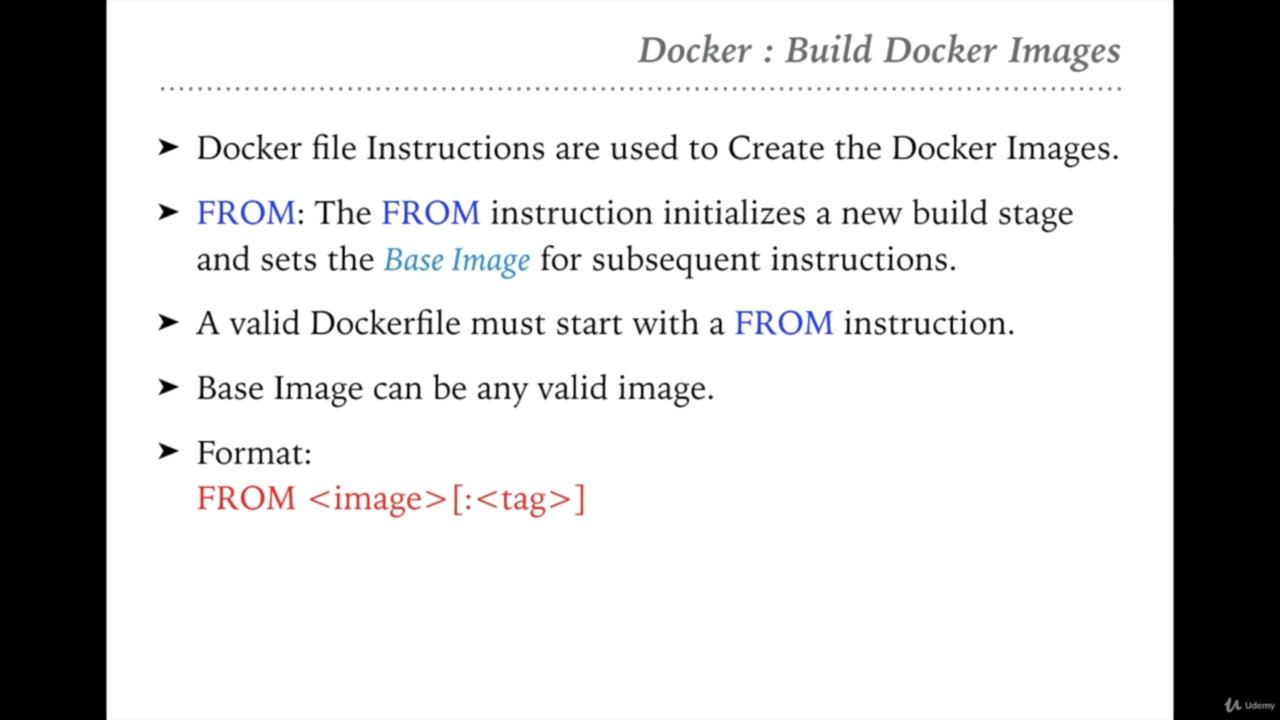 Docker : Build Docker Images
➤ Docker file Instructions are used to Create the Docker Images.
➤ FROM: The FROM instruction initializes a new build stage
and sets the Base Image for subsequent instructions.
➤ A valid Dockerfile must start with a FROM instruction.
➤ Base Image can be any valid image.
➤ Format:
FROM <image>[:<tag>]
Udemy